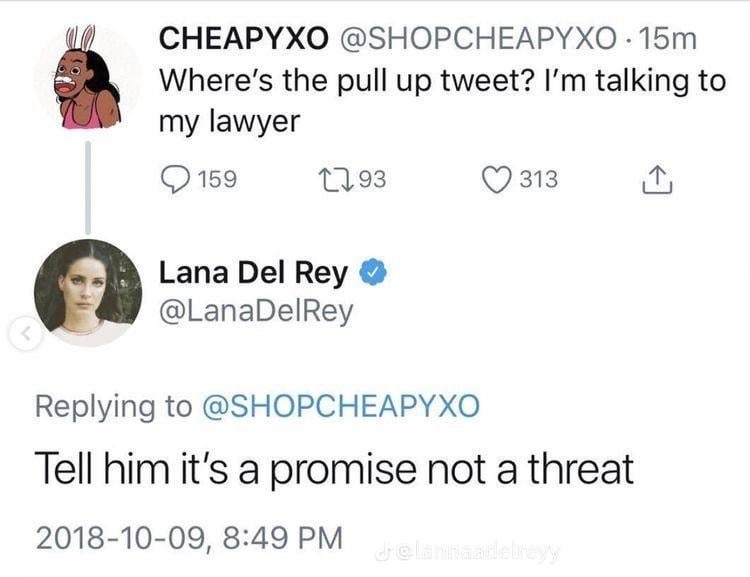 CHEAPYXO @SHOPCHEAPYXO · 15m
Where's the pull up tweet? I'm talking to
my lawyer
159 93 313
Lana Del Rey
@LanaDelRey
Replying to @SHOPCHEAPYXO
Tell him it's a promise not a threat
2018-10-09, 8:49 PM
@lannaadelreyy